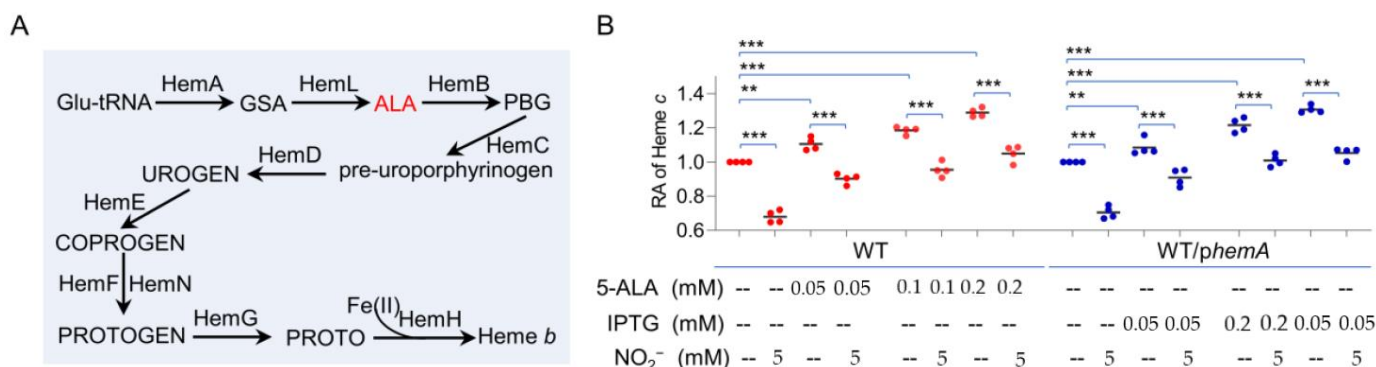 A
Glu-tRNA HemA GSA HemL ALA HemB PBG
HemC
UROGEN HemD pre-uroporphyrinogen
HemE
COPROGEN
HemF HemN
PROTOGEN HemG PROTO Fe(II) HemH Heme b
B
*** *** ** *** *** *** *** *** *** ** *** *** *** ***
RA of Heme c
1.4
1.2
1.0
0.8
0.6
WT WT/phemA
5-ALA (mM) -- -- 0.05 0.05 0.1 0.1 0.2 0.2 -- -- -- -- -- -- -- --
IPTG (mM) -- -- -- -- -- -- -- -- -- -- 0.05 0.05 0.2 0.2 0.05 0.05
NO₂⁻ (mM) -- 5 -- 5 -- 5 -- 5 -- 5 -- 5 -- 5 -- 5